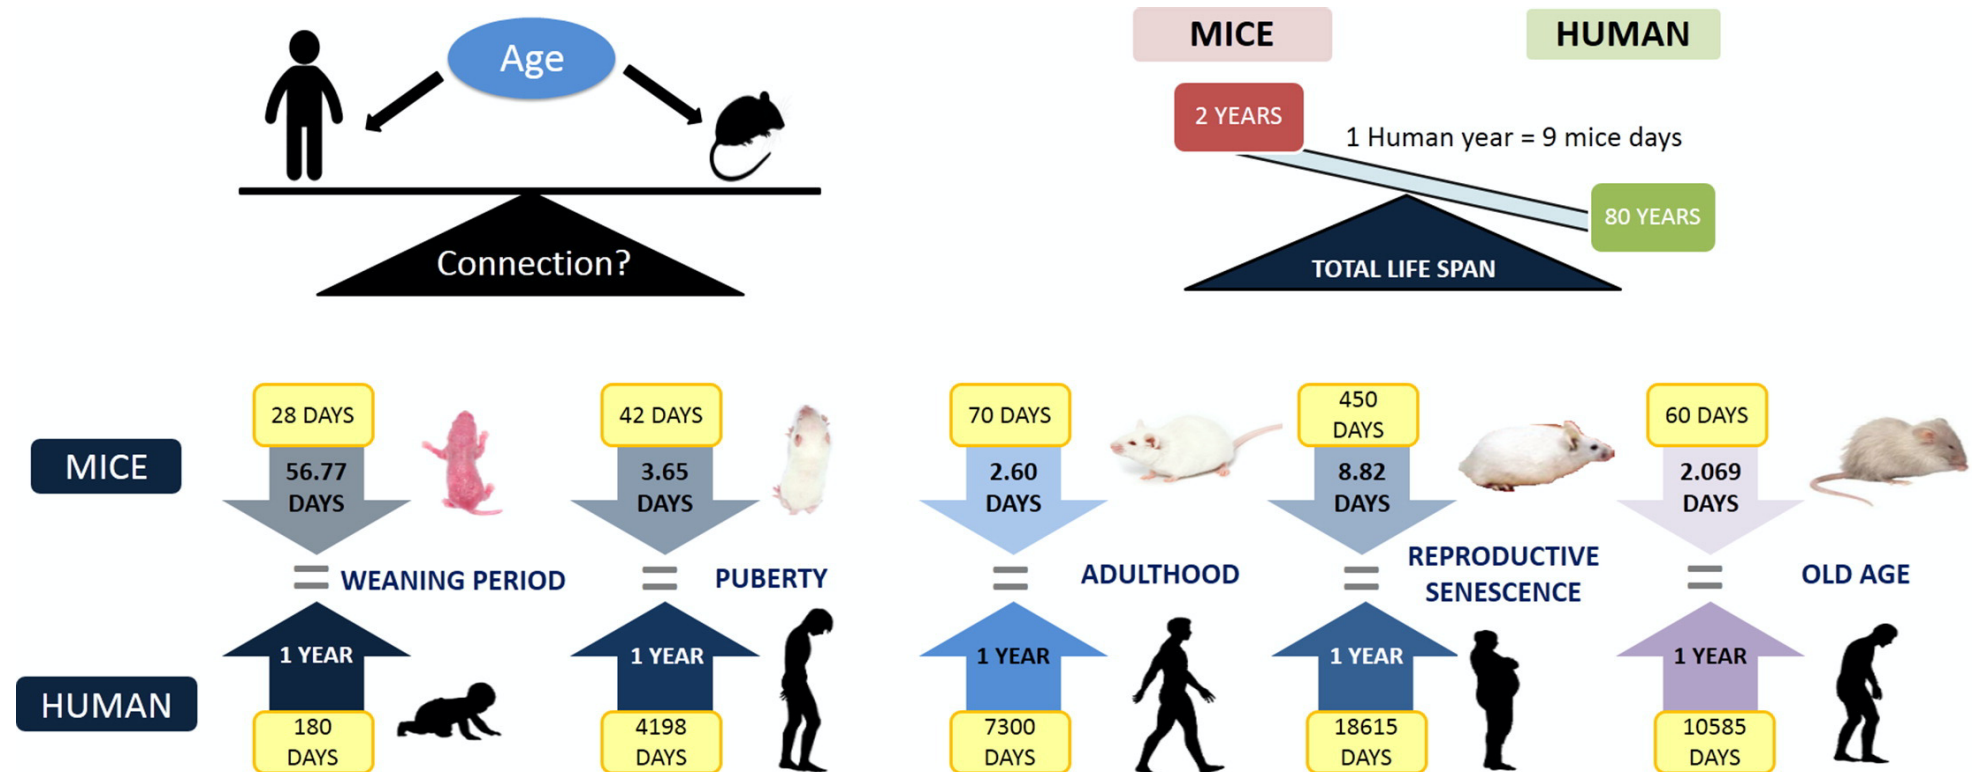 Age
Connection?
MICE
HUMAN
2 YEARS
1 Human year = 9 mice days
80 YEARS
TOTAL LIFE SPAN
MICE
28 DAYS
56.77
DAYS
42 DAYS
3.65
DAYS
70 DAYS
2.60
DAYS
450
DAYS
8.82
DAYS
60 DAYS
2.069
DAYS
=
WEANING PERIOD
=
PUBERTY
=
ADULTHOOD
=
REPRODUCTIVE
SENESCENCE
=
OLD AGE
HUMAN
1 YEAR
180
DAYS
1 YEAR
4198
DAYS
1 YEAR
7300
DAYS
1 YEAR
18615
DAYS
1 YEAR
10585
DAYS